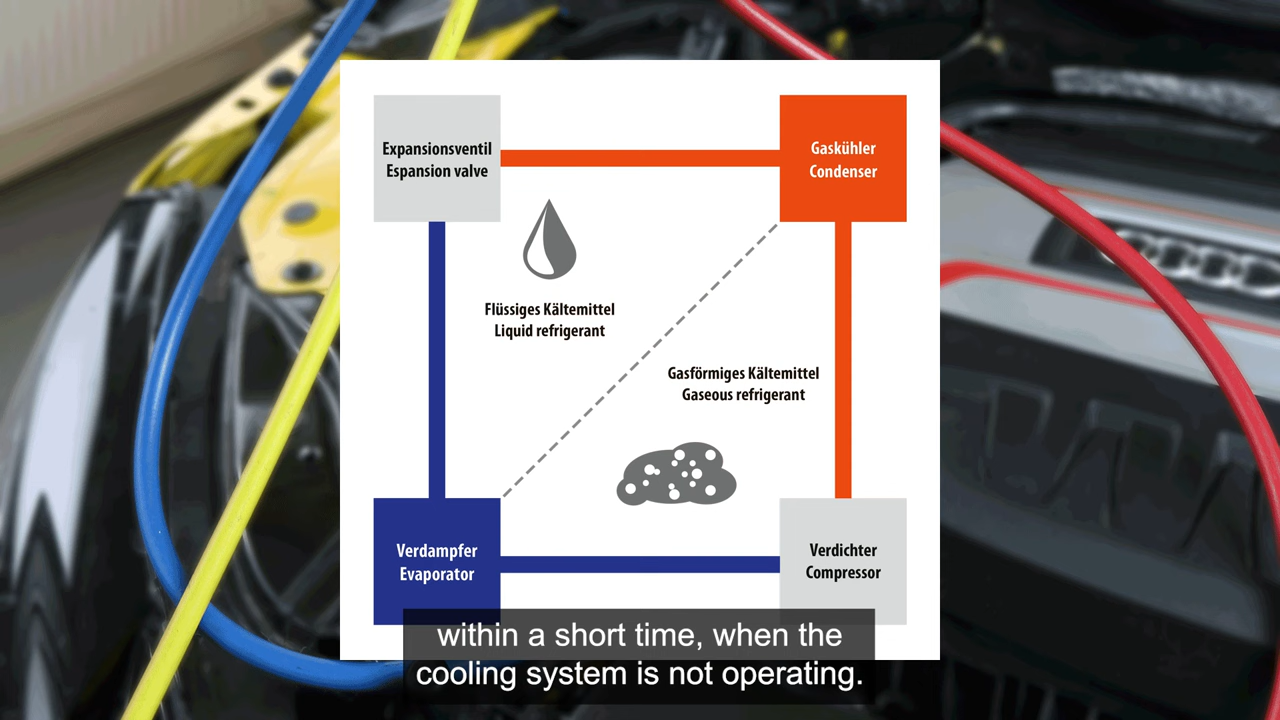 Expansionsventil
Espansion valve
Gaskühler
Condenser
Flüssiges Kältemittel
Liquid refrigerant
Gasförmiges Kältemittel
Gaseous refrigerant
Verdampfer
Evaporator
Verdichter
Compressor
within a short time, when the
cooling system is not operating.